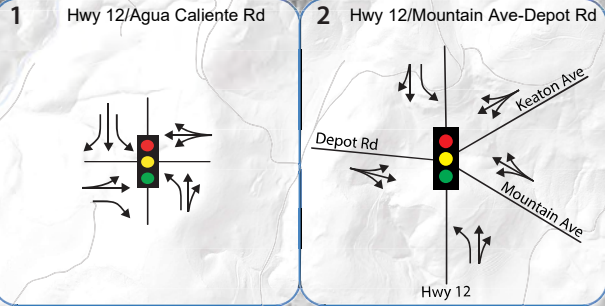 1
Hwy 12/Agua Caliente Rd
2
Hwy 12/Mountain Ave-Depot Rd
Keaton Ave
Depot Rd
Mountain Ave
Hwy 12